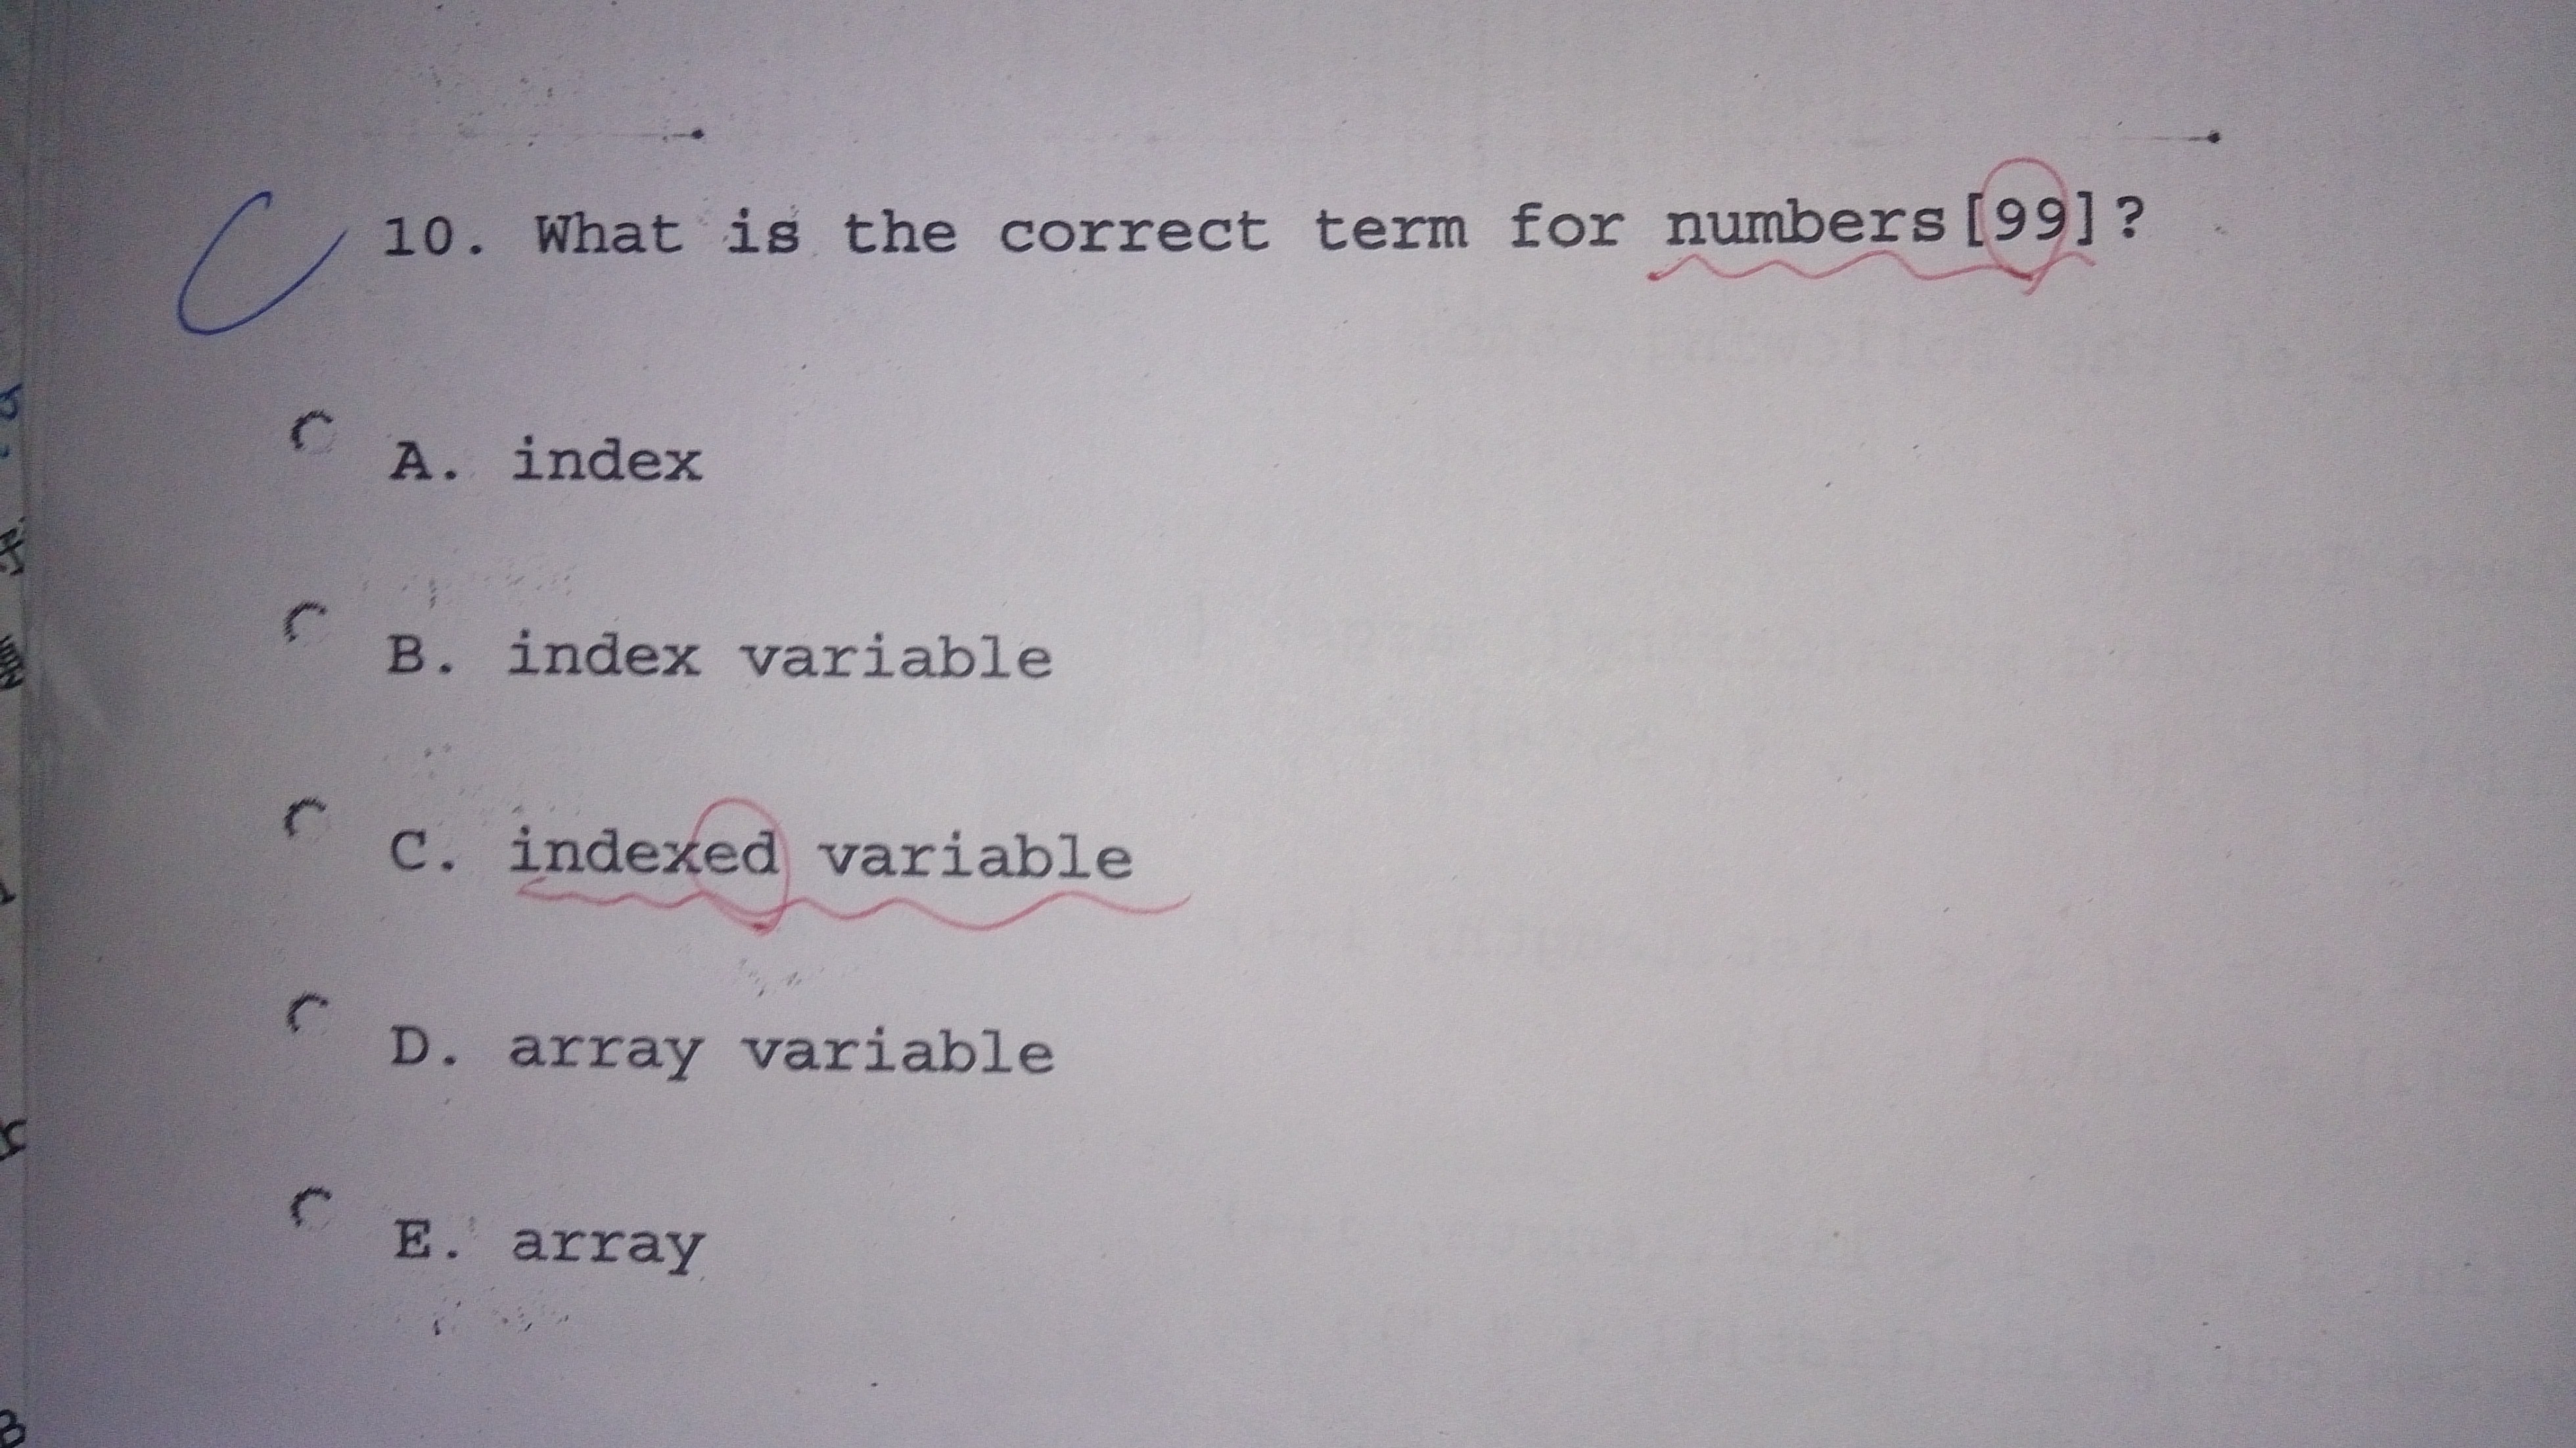 C 10. What is the correct term for numbers[99]?
A. index
B. index variable
C. indexed variable
D. array variable
E. array